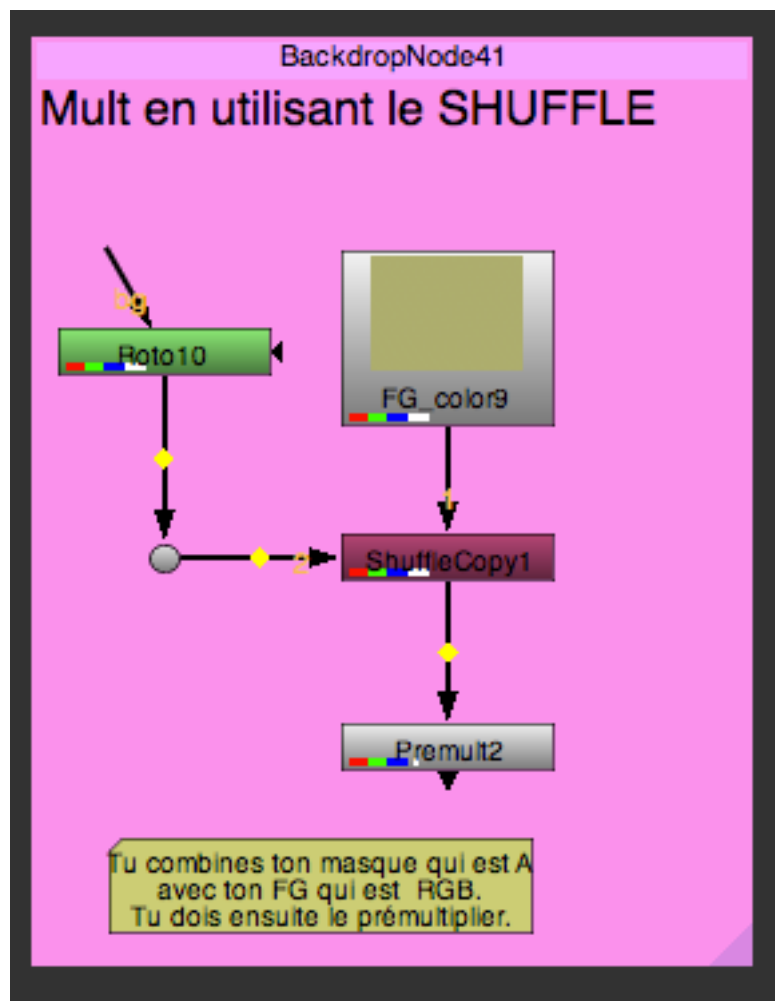 BackdropNode41
Mult en utilisant le SHUFFLE
bg
Roto10
FG_color9
1
2
ShuffleCopy1
Premult2
Tu combines ton masque qui est A
avec ton FG qui est  RGB.
Tu dois ensuite le prémultiplier.